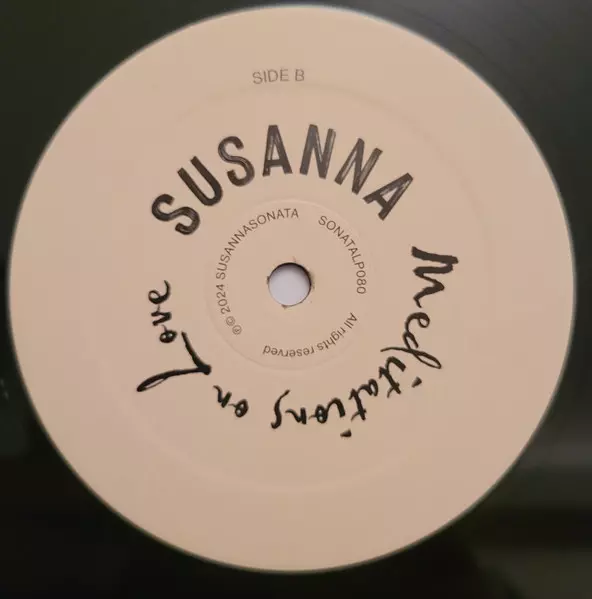 SIDE B
SUSANNA
Meditations on Love
℗© 2024 SUSANNASONATA SONATALP080
All rights reserved